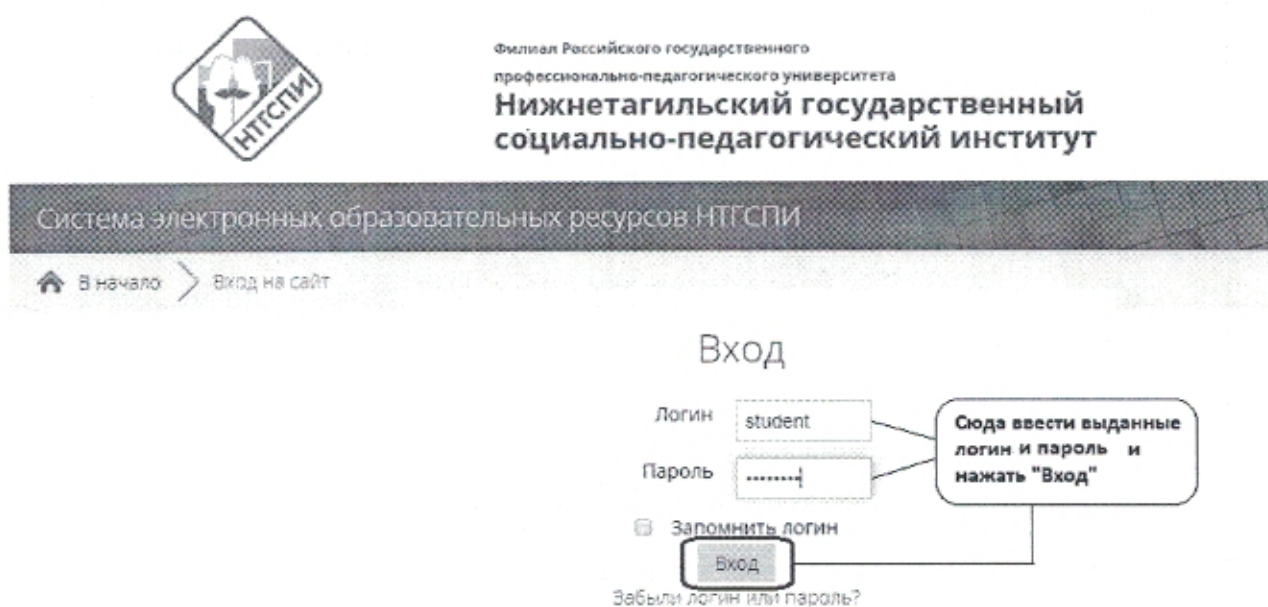 НТГСПИ
Филиал Российского государственного
профессионально-педагогического университета
Нижнетагильский государственный
социально-педагогический институт
Система электронных образовательных ресурсов НТГСПИ
В начало
Вход на сайт
Вход
Логин student
Пароль ••••••••
Сюда ввести выданные
логин и пароль и
нажать "Вход"
Запомнить логин
Вход
Забыли логин или пароль?